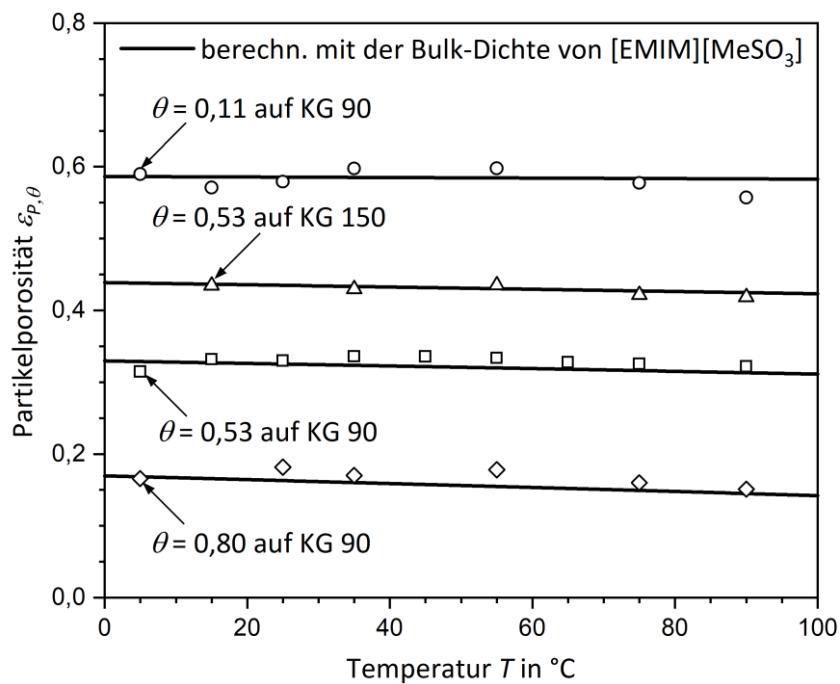 0,8
berechn. mit der Bulk-Dichte von [EMIM][MeSO₃]
θ = 0,11 auf KG 90
0,6
θ = 0,53 auf KG 150
0,4
θ = 0,53 auf KG 90
0,2
θ = 0,80 auf KG 90
0,0
0 20 40 60 80 100
Temperatur T in °C
Partikelporosität εP,θ